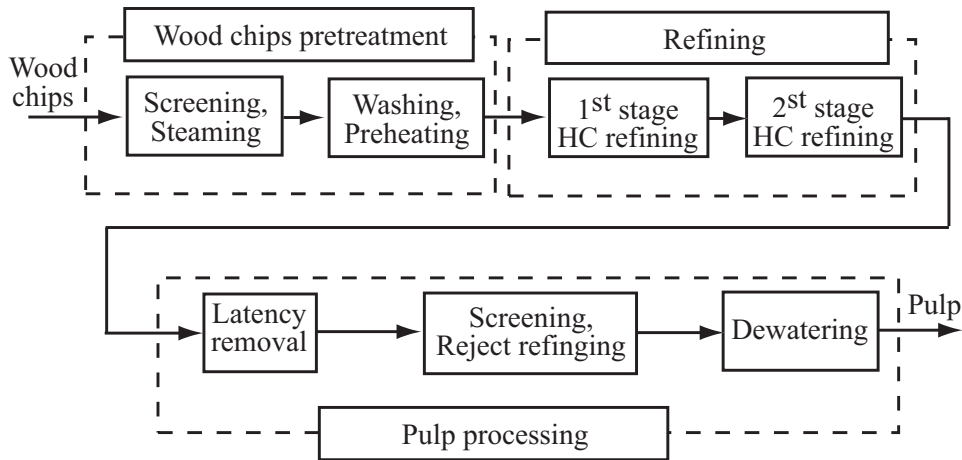 Wood chips pretreatment
Refining
Wood
chips
Screening,
Steaming
Washing,
Preheating
1st stage
HC refining
2st stage
HC refining
Latency
removal
Screening,
Reject refinging
Dewatering
Pulp
Pulp processing